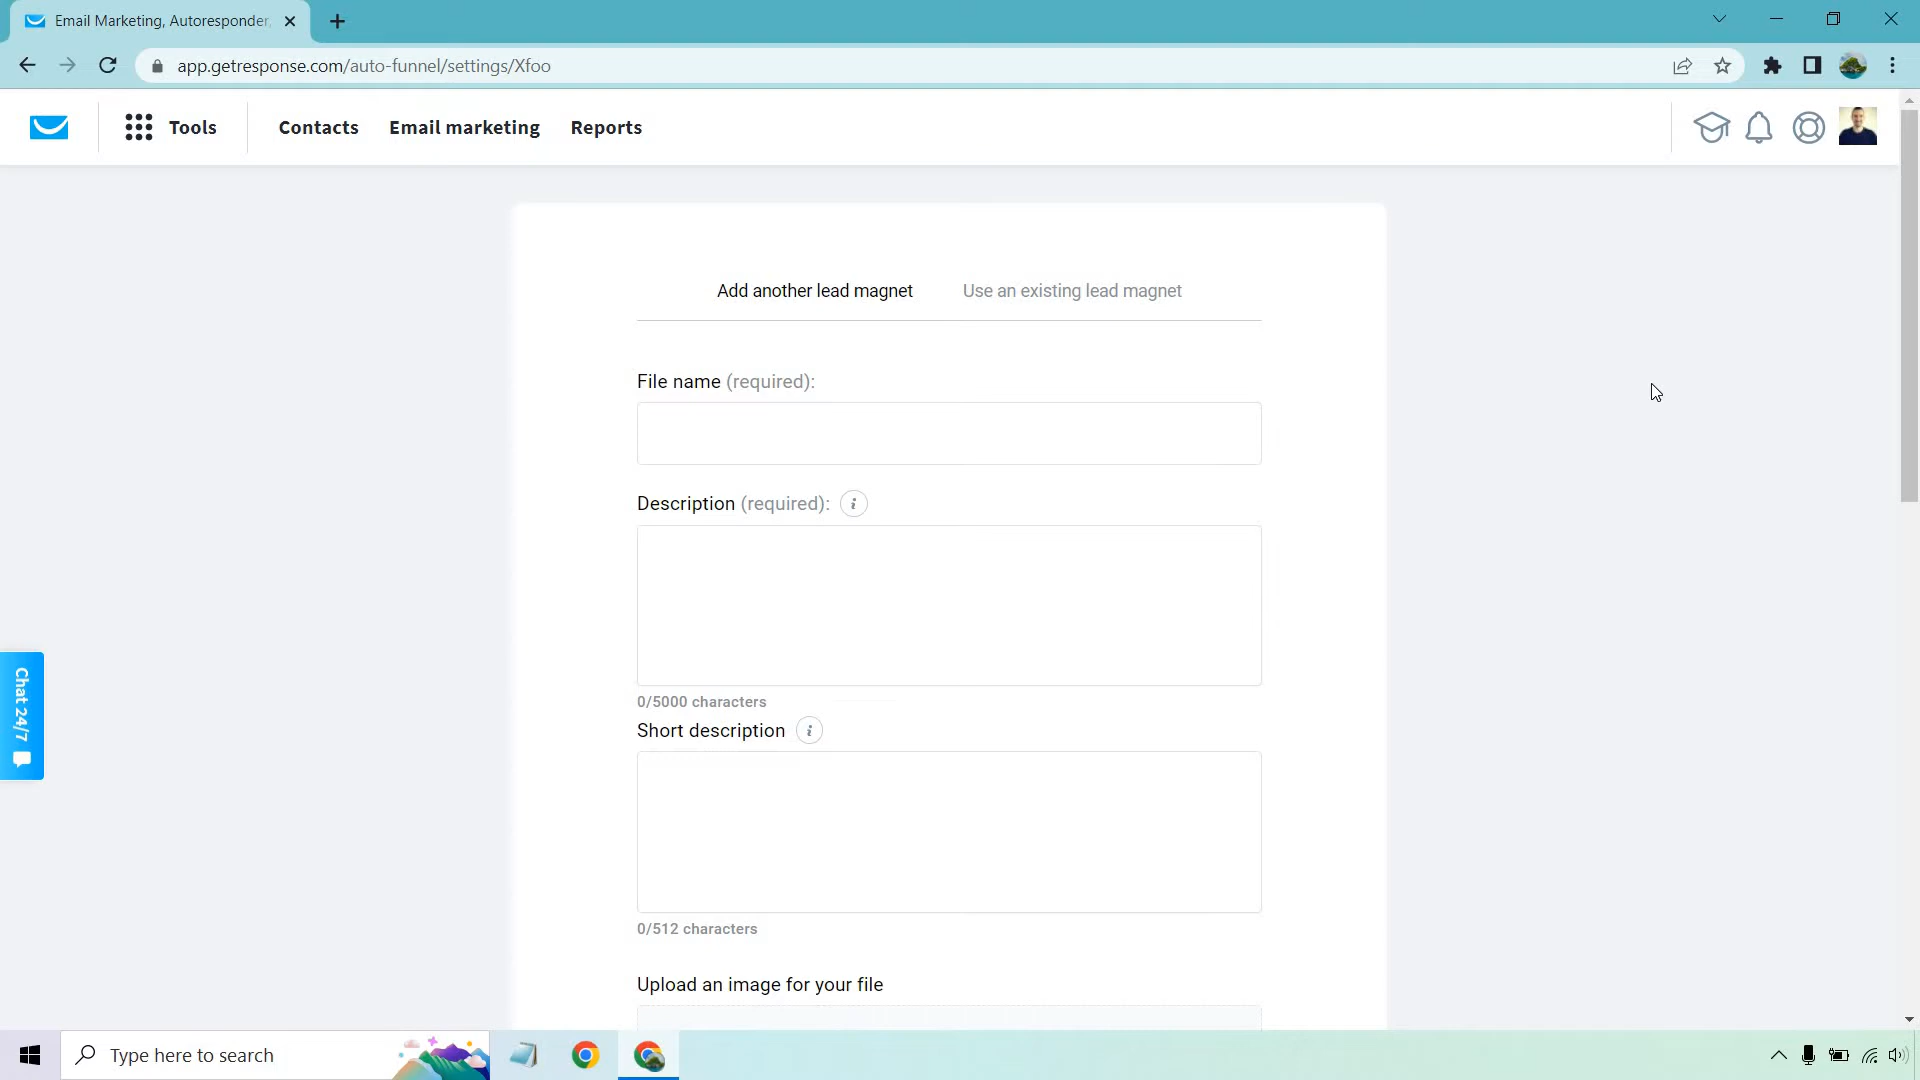 Email Marketing, Autoresponder,
app.getresponse.com/auto-funnel/settings/Xfoo
Tools
Contacts
Email marketing
Reports
Add another lead magnet
Use an existing lead magnet
File name (required):
Description (required): i
0/5000 characters
Short description i
0/512 characters
Upload an image for your file
Chat 24/7
Type here to search